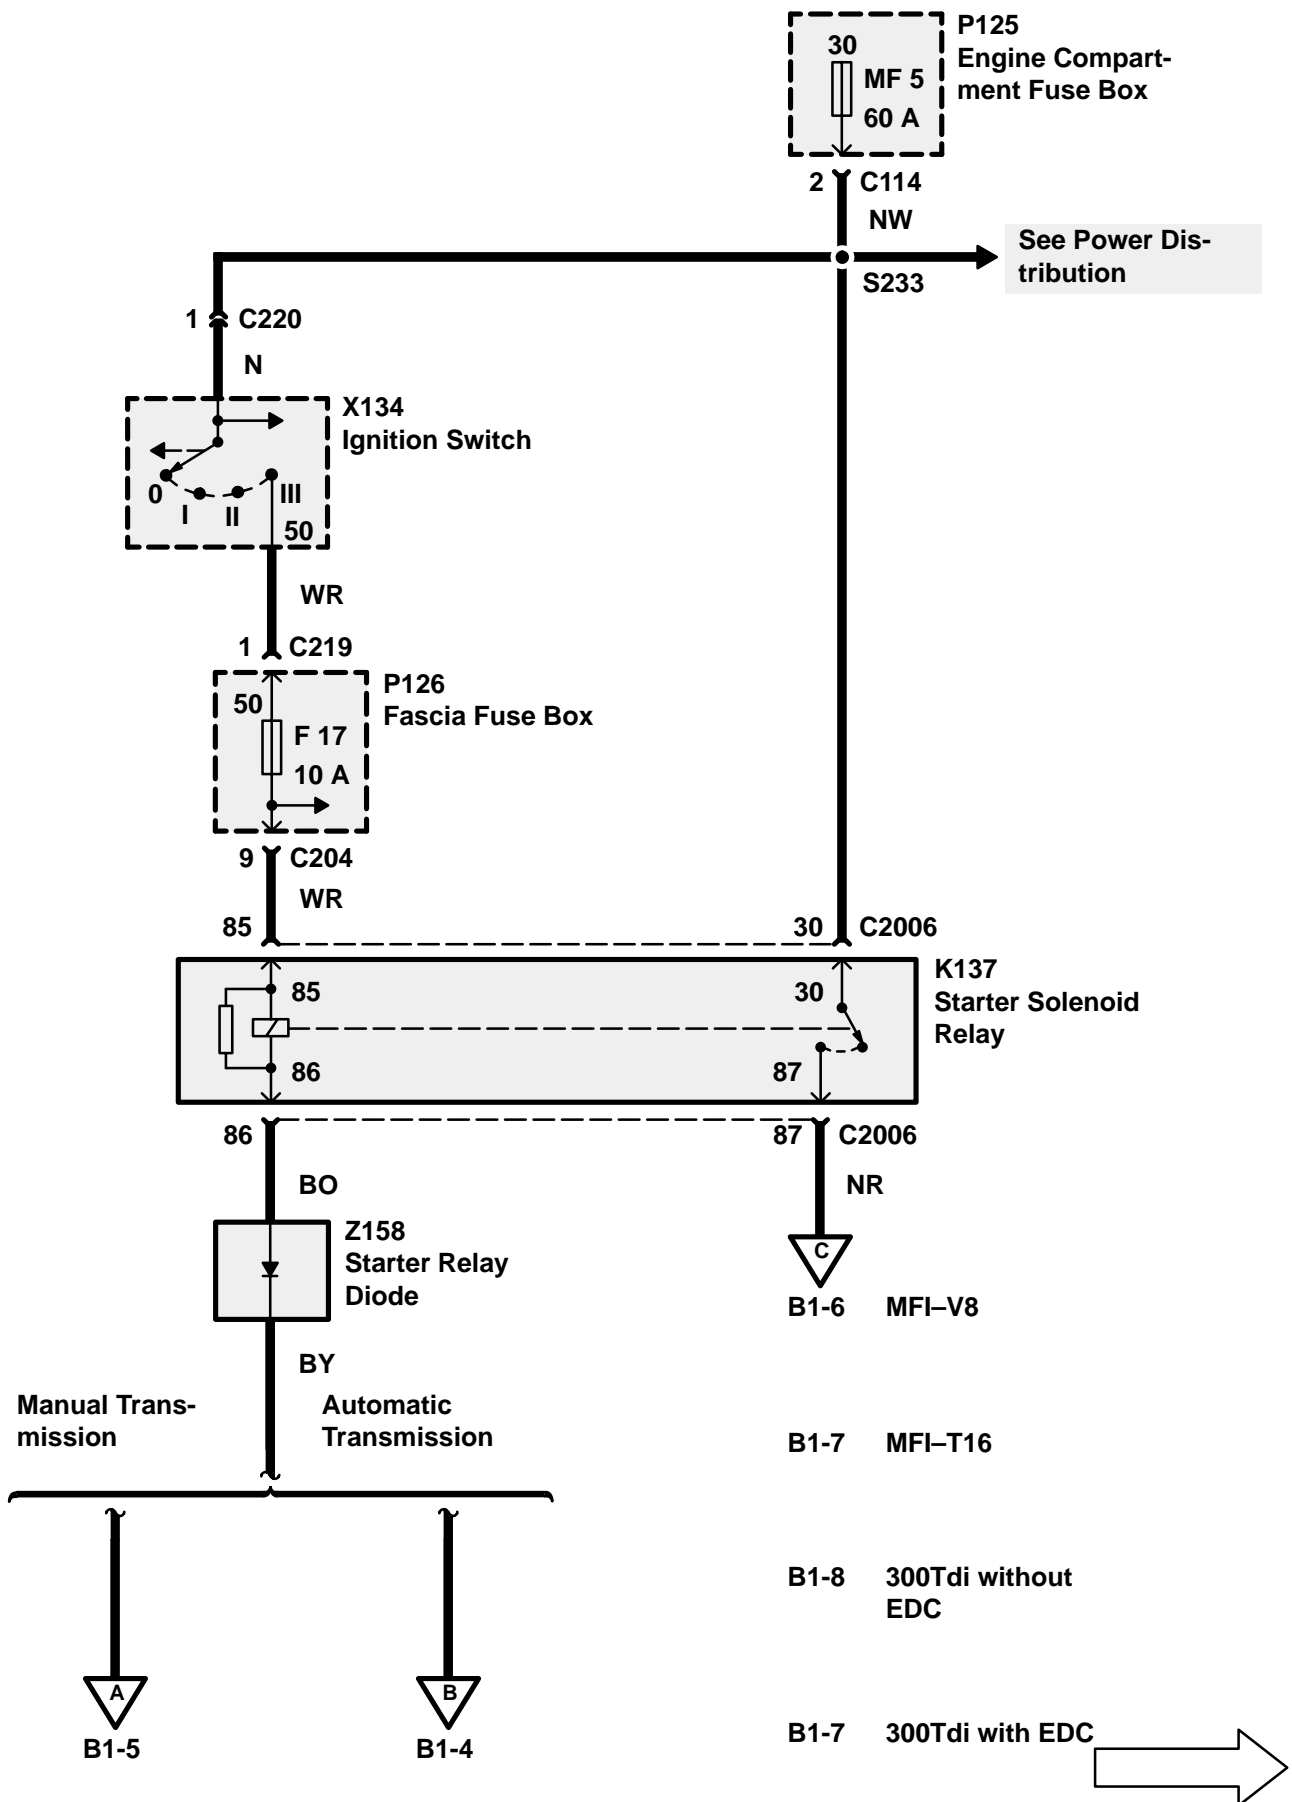 P125
Engine Compart-
ment Fuse Box
30
MF 5
60 A
2 C114
NW
See Power Dis-
tribution
S233
1 C220
N
X134
Ignition Switch
0
I
II
III
50
WR
1 C219
P126
Fascia Fuse Box
50
F 17
10 A
9 C204
WR
85
30 C2006
K137
Starter Solenoid
Relay
85
30
86
87
86
87 C2006
BO
NR
Z158
Starter Relay
Diode
C
B1-6 MFI–V8
BY
Manual Trans-
mission
Automatic
Transmission
B1-7 MFI–T16
B1-8 300Tdi without
EDC
A
B
B1-5
B1-4
B1-7 300Tdi with EDC